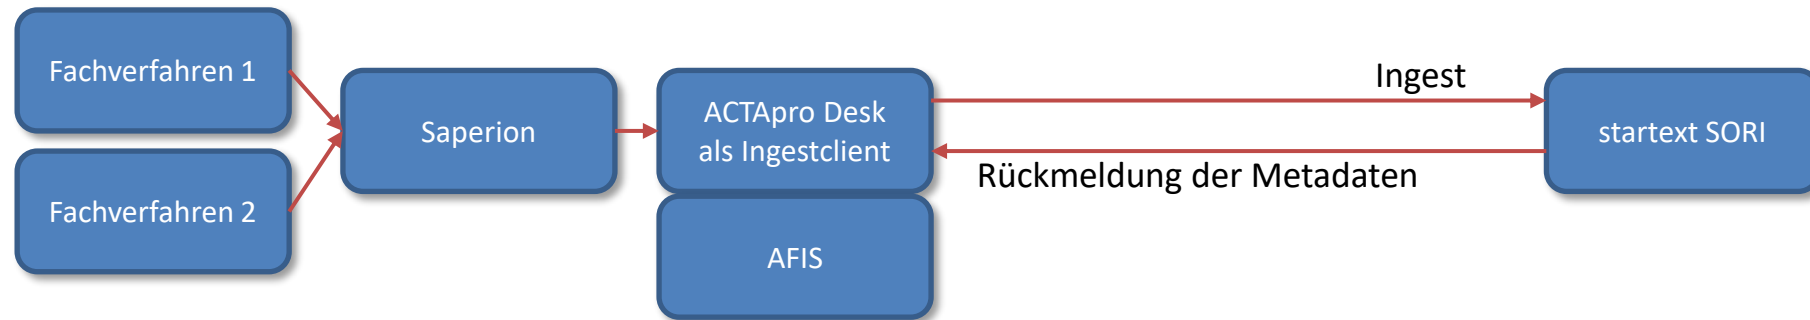 Fachverfahren 1
Fachverfahren 2
Saperion
ACTApro Desk
als Ingestclient
AFIS
Ingest
Rückmeldung der Metadaten
startext SORI